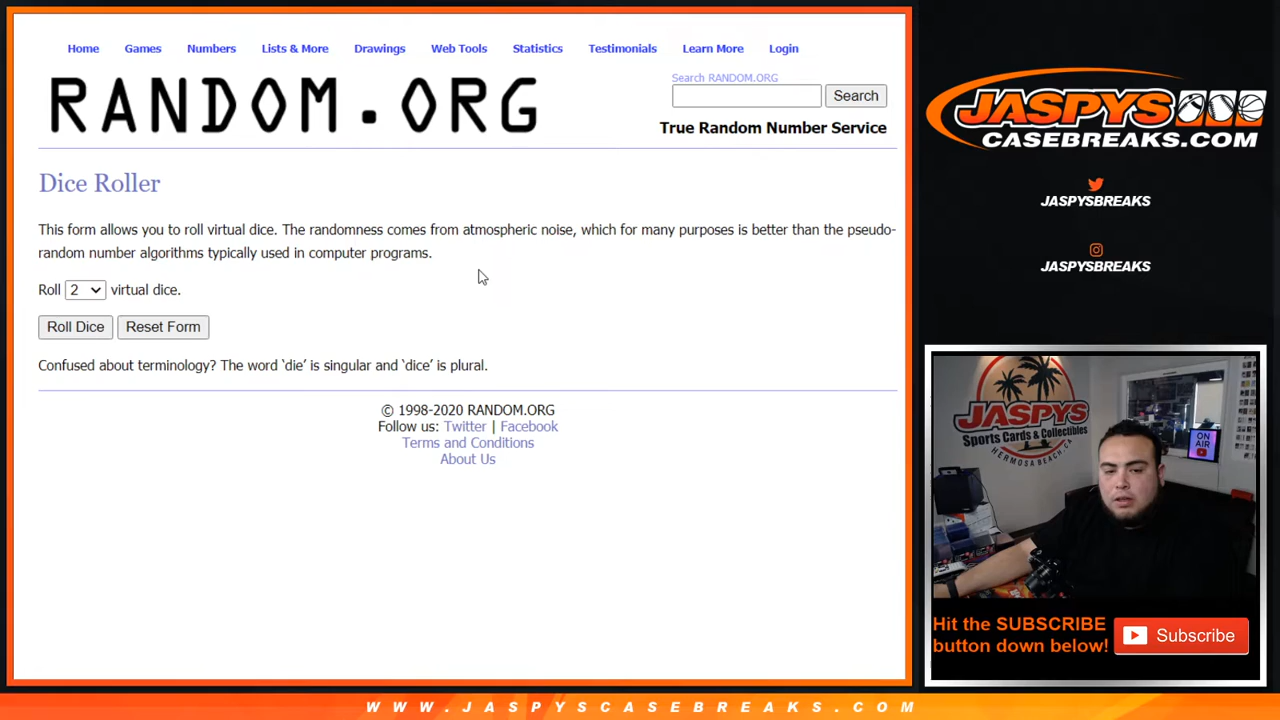 Home Games Numbers Lists & More Drawings Web Tools Statistics Testimonials Learn More Login
RANDOM.ORG
Search RANDOM.ORG
Search
True Random Number Service
Dice Roller
This form allows you to roll virtual dice. The randomness comes from atmospheric noise, which for many purposes is better than the pseudo-
random number algorithms typically used in computer programs.
Roll 2 virtual dice.
Roll Dice Reset Form
Confused about terminology? The word ‘die’ is singular and ‘dice’ is plural.
© 1998-2020 RANDOM.ORG
Follow us: Twitter | Facebook
Terms and Conditions
About Us
JASPYS
CASEBREAKS.COM
JASPYSBREAKS
JASPYSBREAKS
JASPYS
Sports Cards & Collectibles
HERMOSA BEACH, CA
ON
AIR
Hit the SUBSCRIBE
button down below!
Subscribe
WWW.JASPYSCASEBREAKS.COM